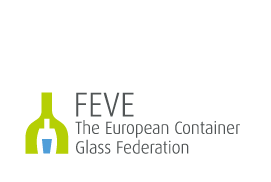 FEVE
The European Container
Glass Federation